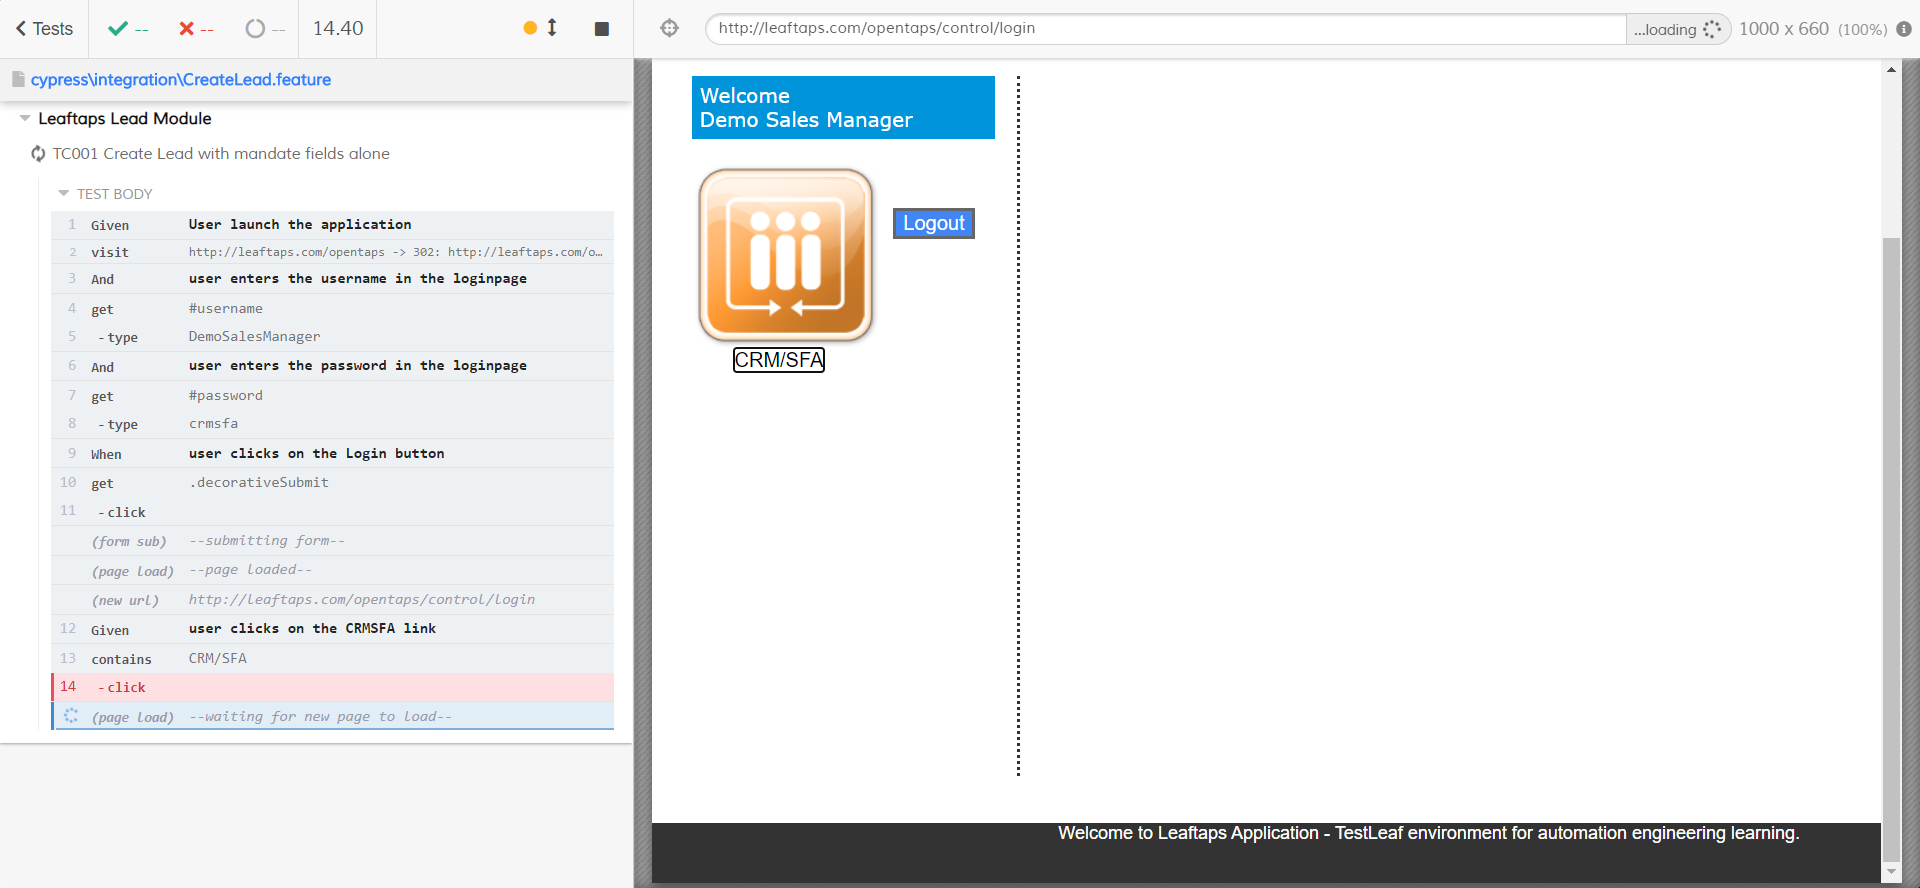 Tests -- -- -- 14.40
http://leaftaps.com/opentaps/control/login ...loading 1000 x 660 (100%)
cypress\integration\CreateLead.feature
Leaftaps Lead Module
TC001 Create Lead with mandate fields alone
TEST BODY
1 Given User launch the application
2 visit http://leaftaps.com/opentaps -> 302: http://leaftaps.com/o…
3 And user enters the username in the loginpage
4 get #username
5 -type DemoSalesManager
6 And user enters the password in the loginpage
7 get #password
8 -type crmsfa
9 When user clicks on the Login button
10 get .decorativeSubmit
11 -click
(form sub) --submitting form--
(page load) --page loaded--
(new url) http://leaftaps.com/opentaps/control/login
12 Given user clicks on the CRMSFA link
13 contains CRM/SFA
14 -click
(page load) --waiting for new page to load--
Welcome
Demo Sales Manager
Logout
CRM/SFA
Welcome to Leaftaps Application - TestLeaf environment for automation engineering learning.